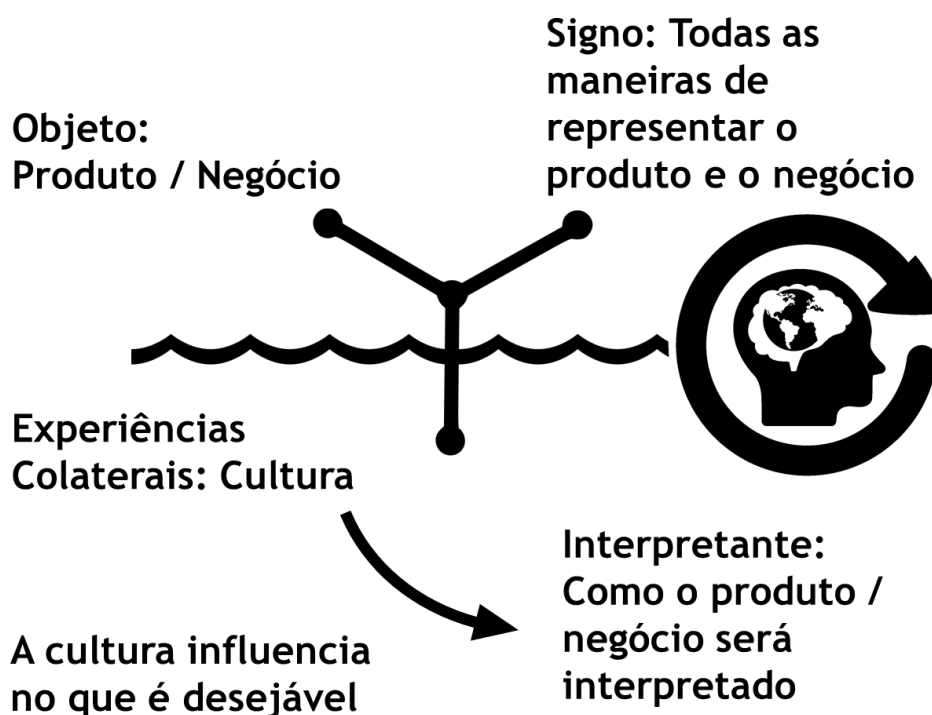 Objeto:
Produto / Negócio
Signo: Todas as
maneiras de
representar o
produto e o negócio
Experiências
Colaterais: Cultura
A cultura influencia
no que é desejável
Interpretante:
Como o produto /
negócio será
interpretado